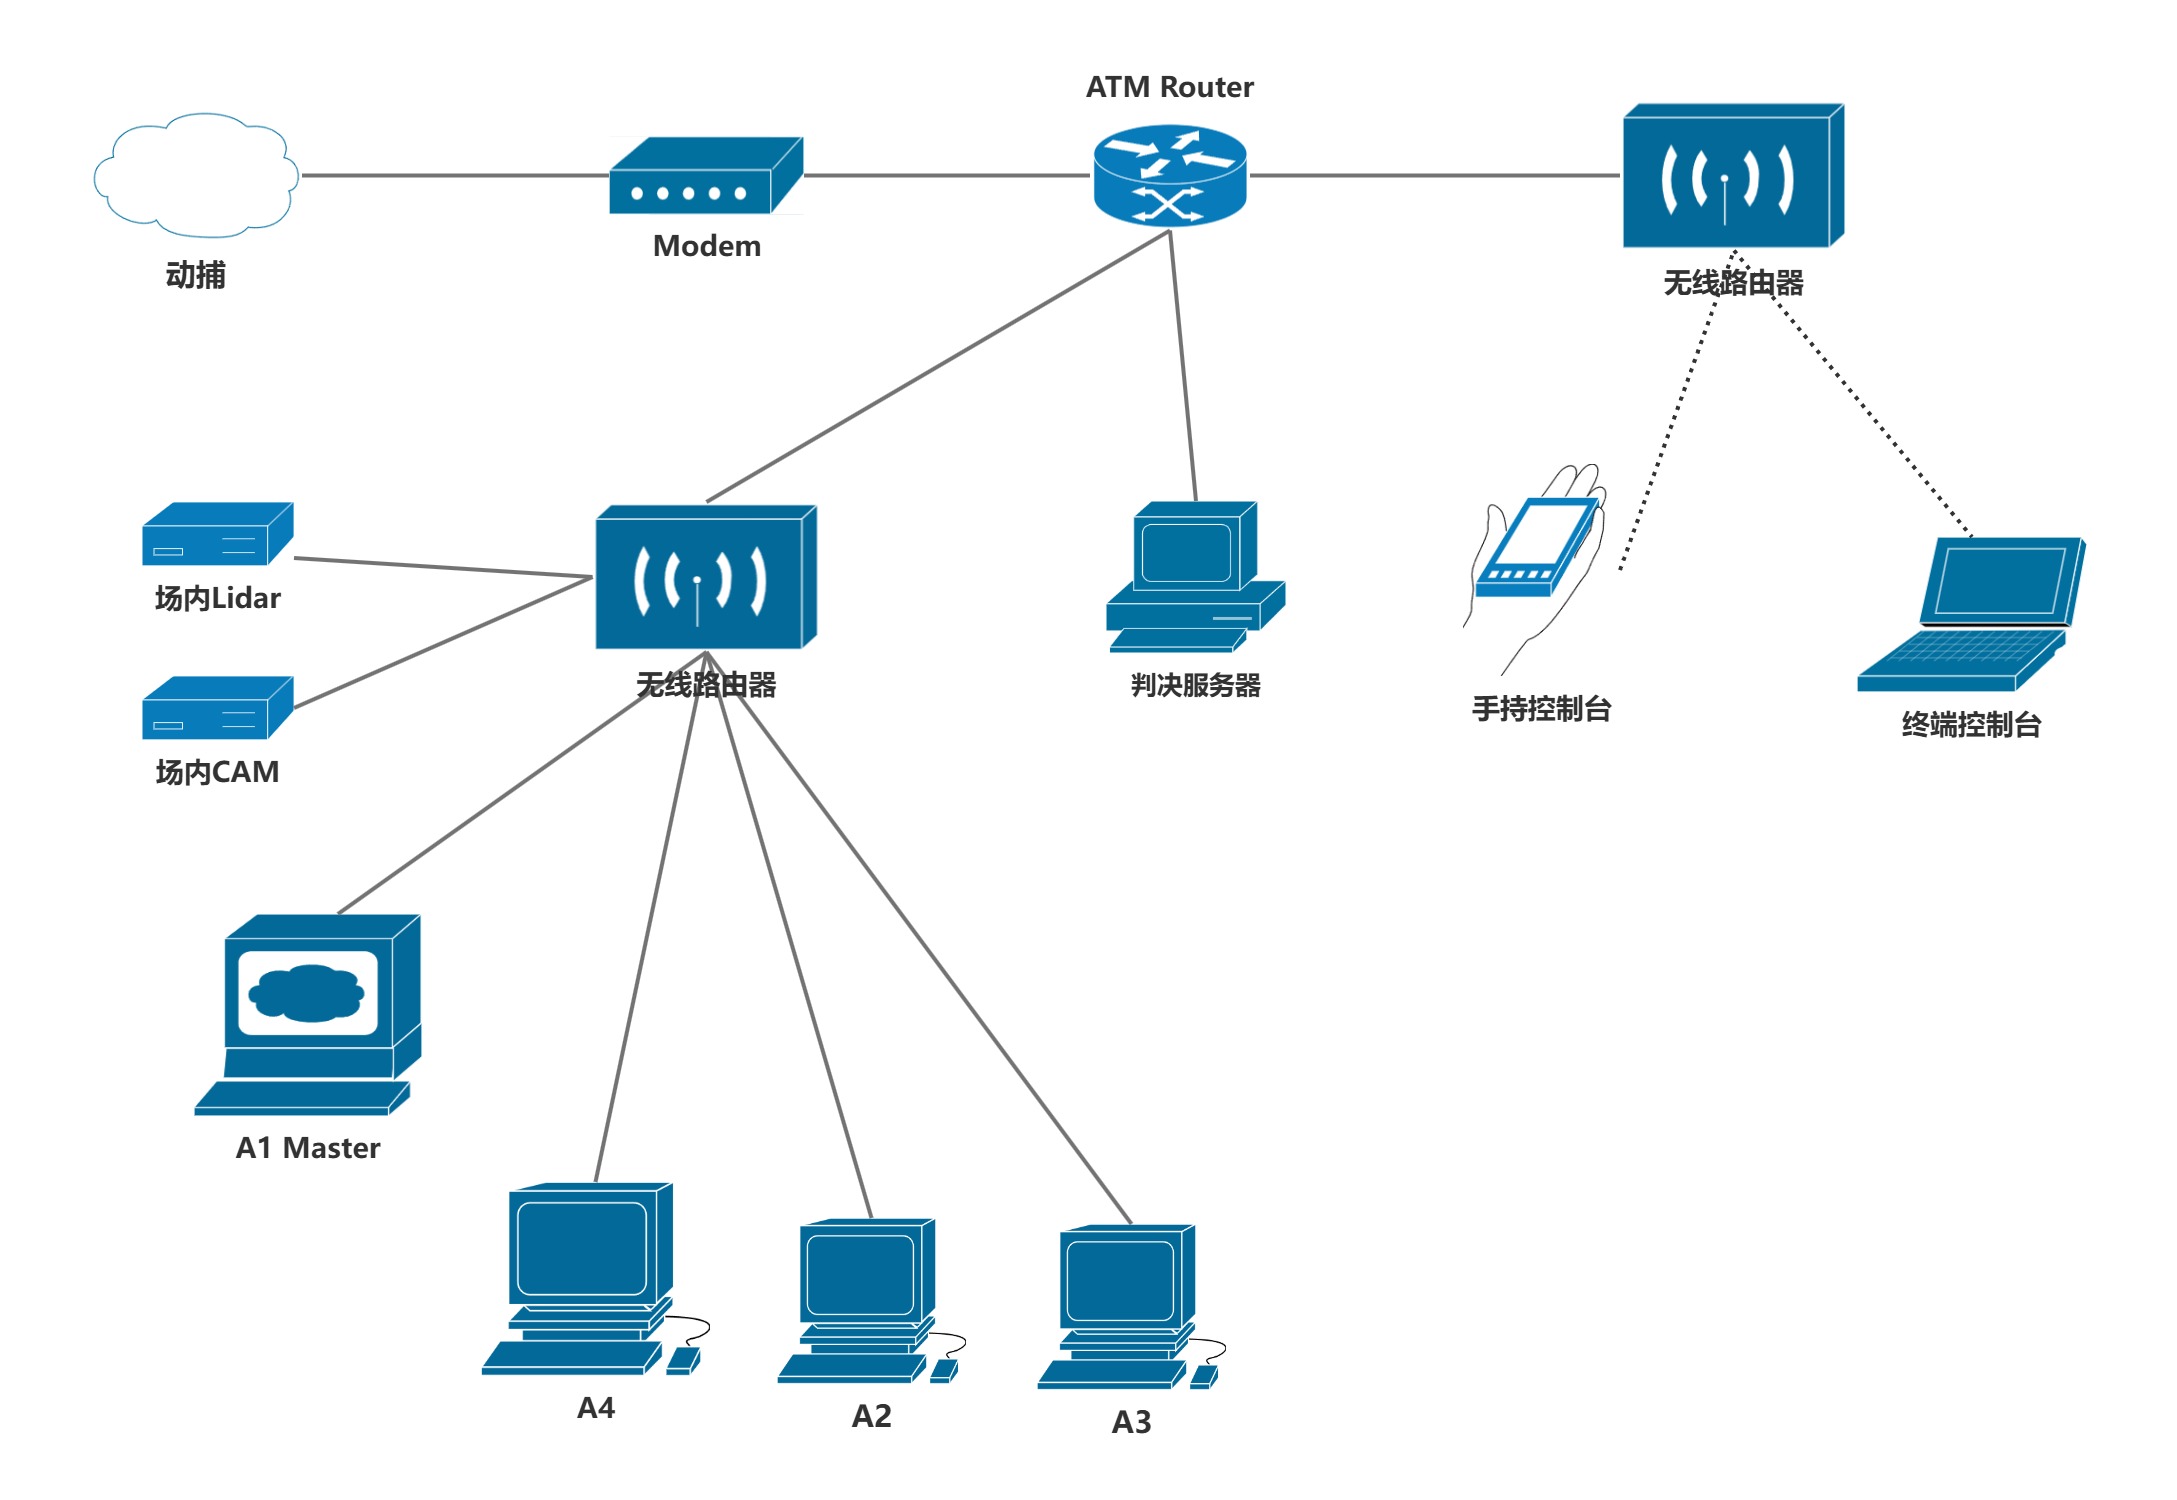 ATM Router
Modem
动捕
无线路由器
场内Lidar
无线路由器
判决服务器
手持控制台
终端控制台
场内CAM
A1 Master
A4
A2
A3